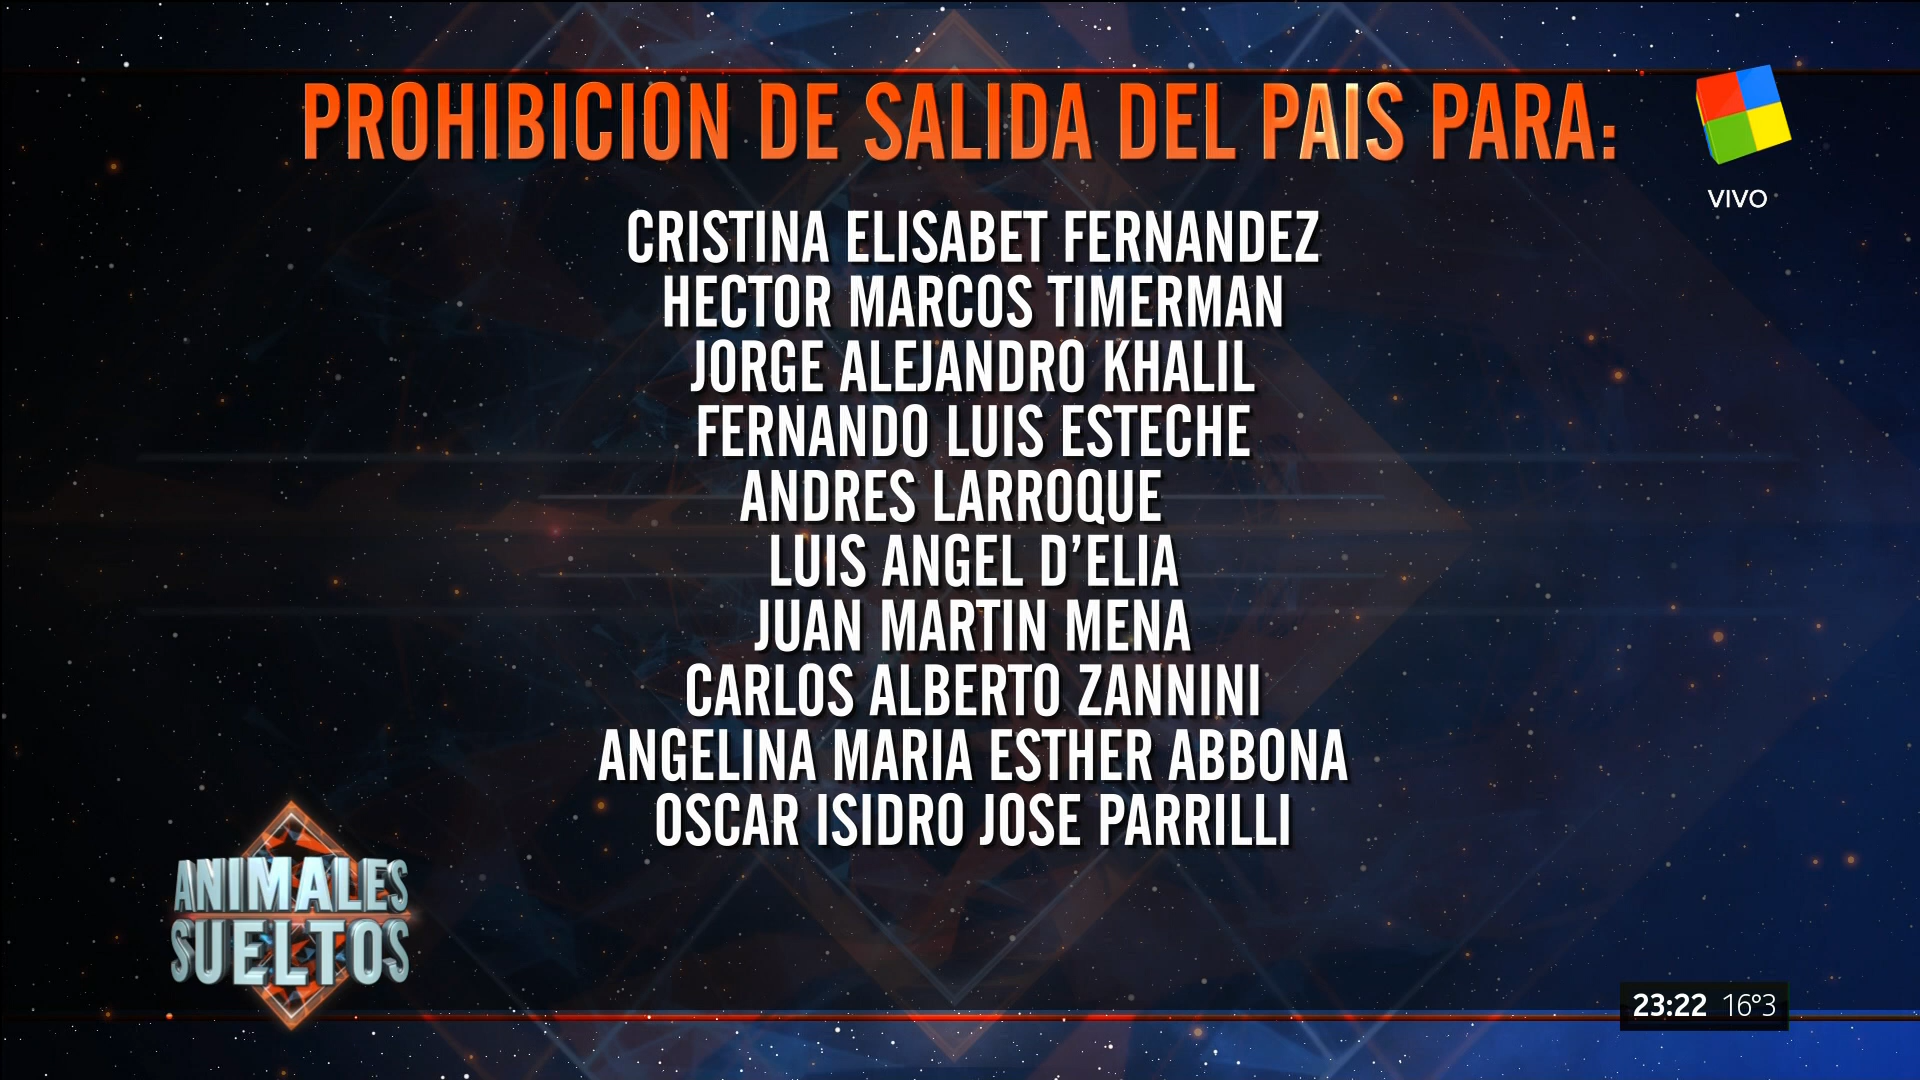 PROHIBICION DE SALIDA DEL PAIS PARA:
VIVO
CRISTINA ELISABET FERNANDEZ
HECTOR MARCOS TIMERMAN
JORGE ALEJANDRO KHALIL
FERNANDO LUIS ESTECHE
ANDRES LARROQUE
LUIS ANGEL D'ELIA
JUAN MARTIN MENA
CARLOS ALBERTO ZANNINI
ANGELINA MARIA ESTHER ABBONA
OSCAR ISIDRO JOSE PARRILLI
ANIMALES
SUELTOS
23:22 16°3